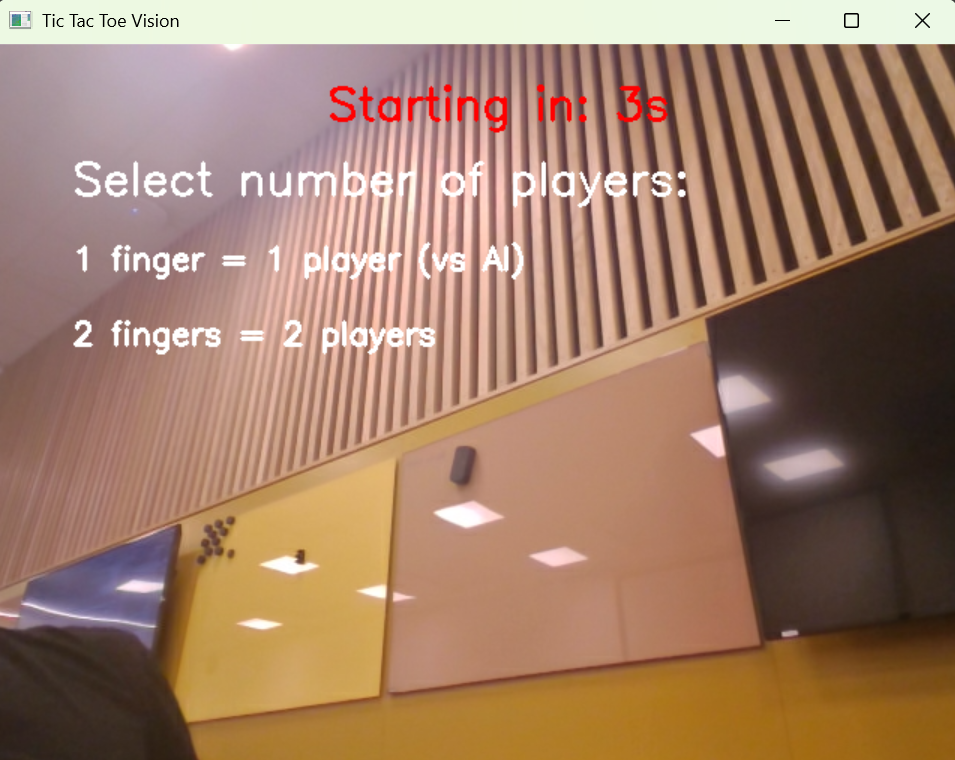 Tic Tac Toe Vision
Starting in: 3s
Select number of players:
1 finger = 1 player (vs AI)
2 fingers = 2 players